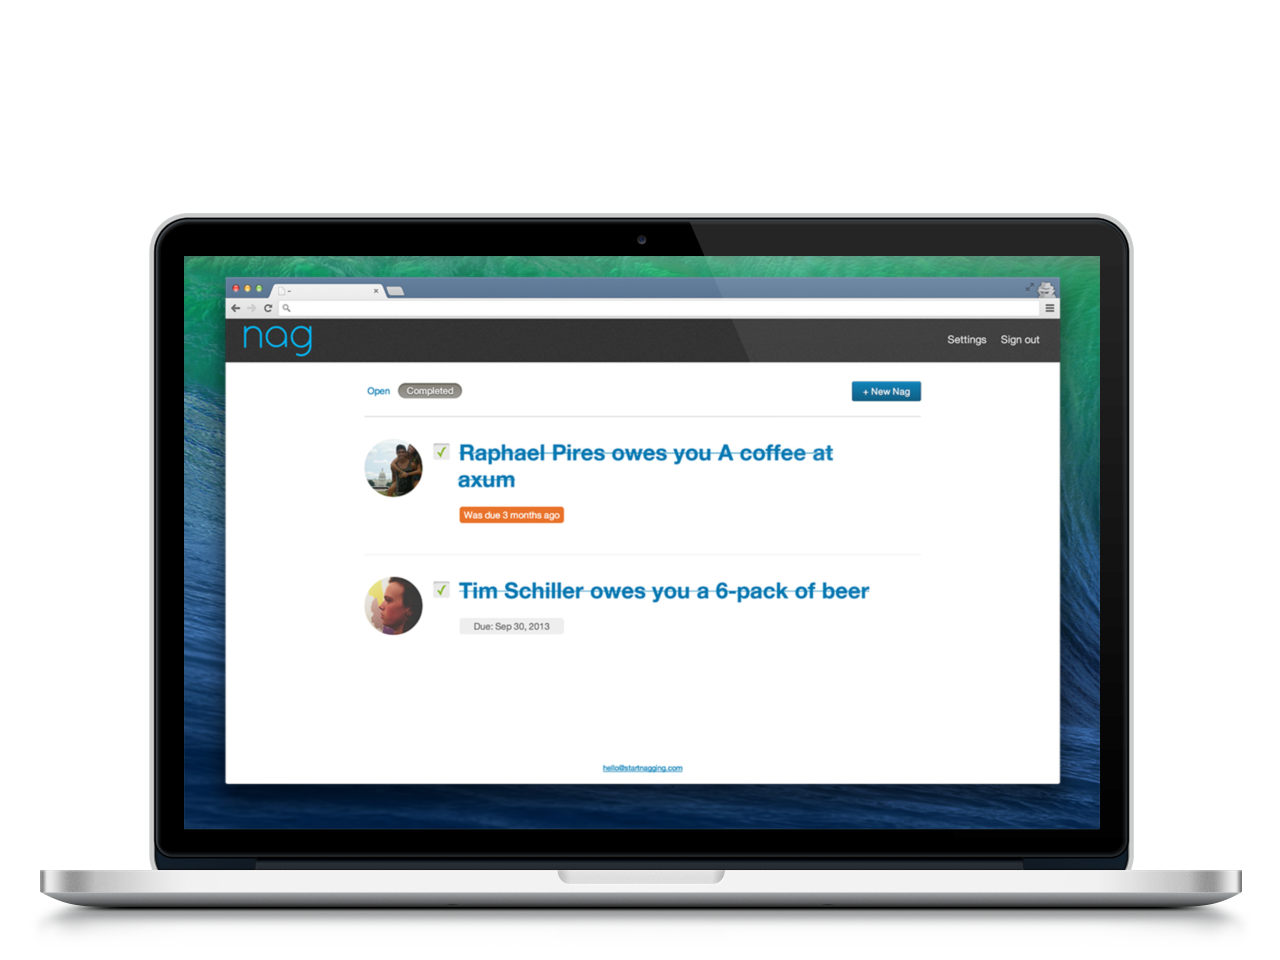 -
nag
Settings Sign out
Open Completed + New Nag
Raphael Pires owes you A coffee at
axum
Was due 3 months ago
Tim Schiller owes you a 6-pack of beer
Due: Sep 30, 2013
hello@startnagging.com